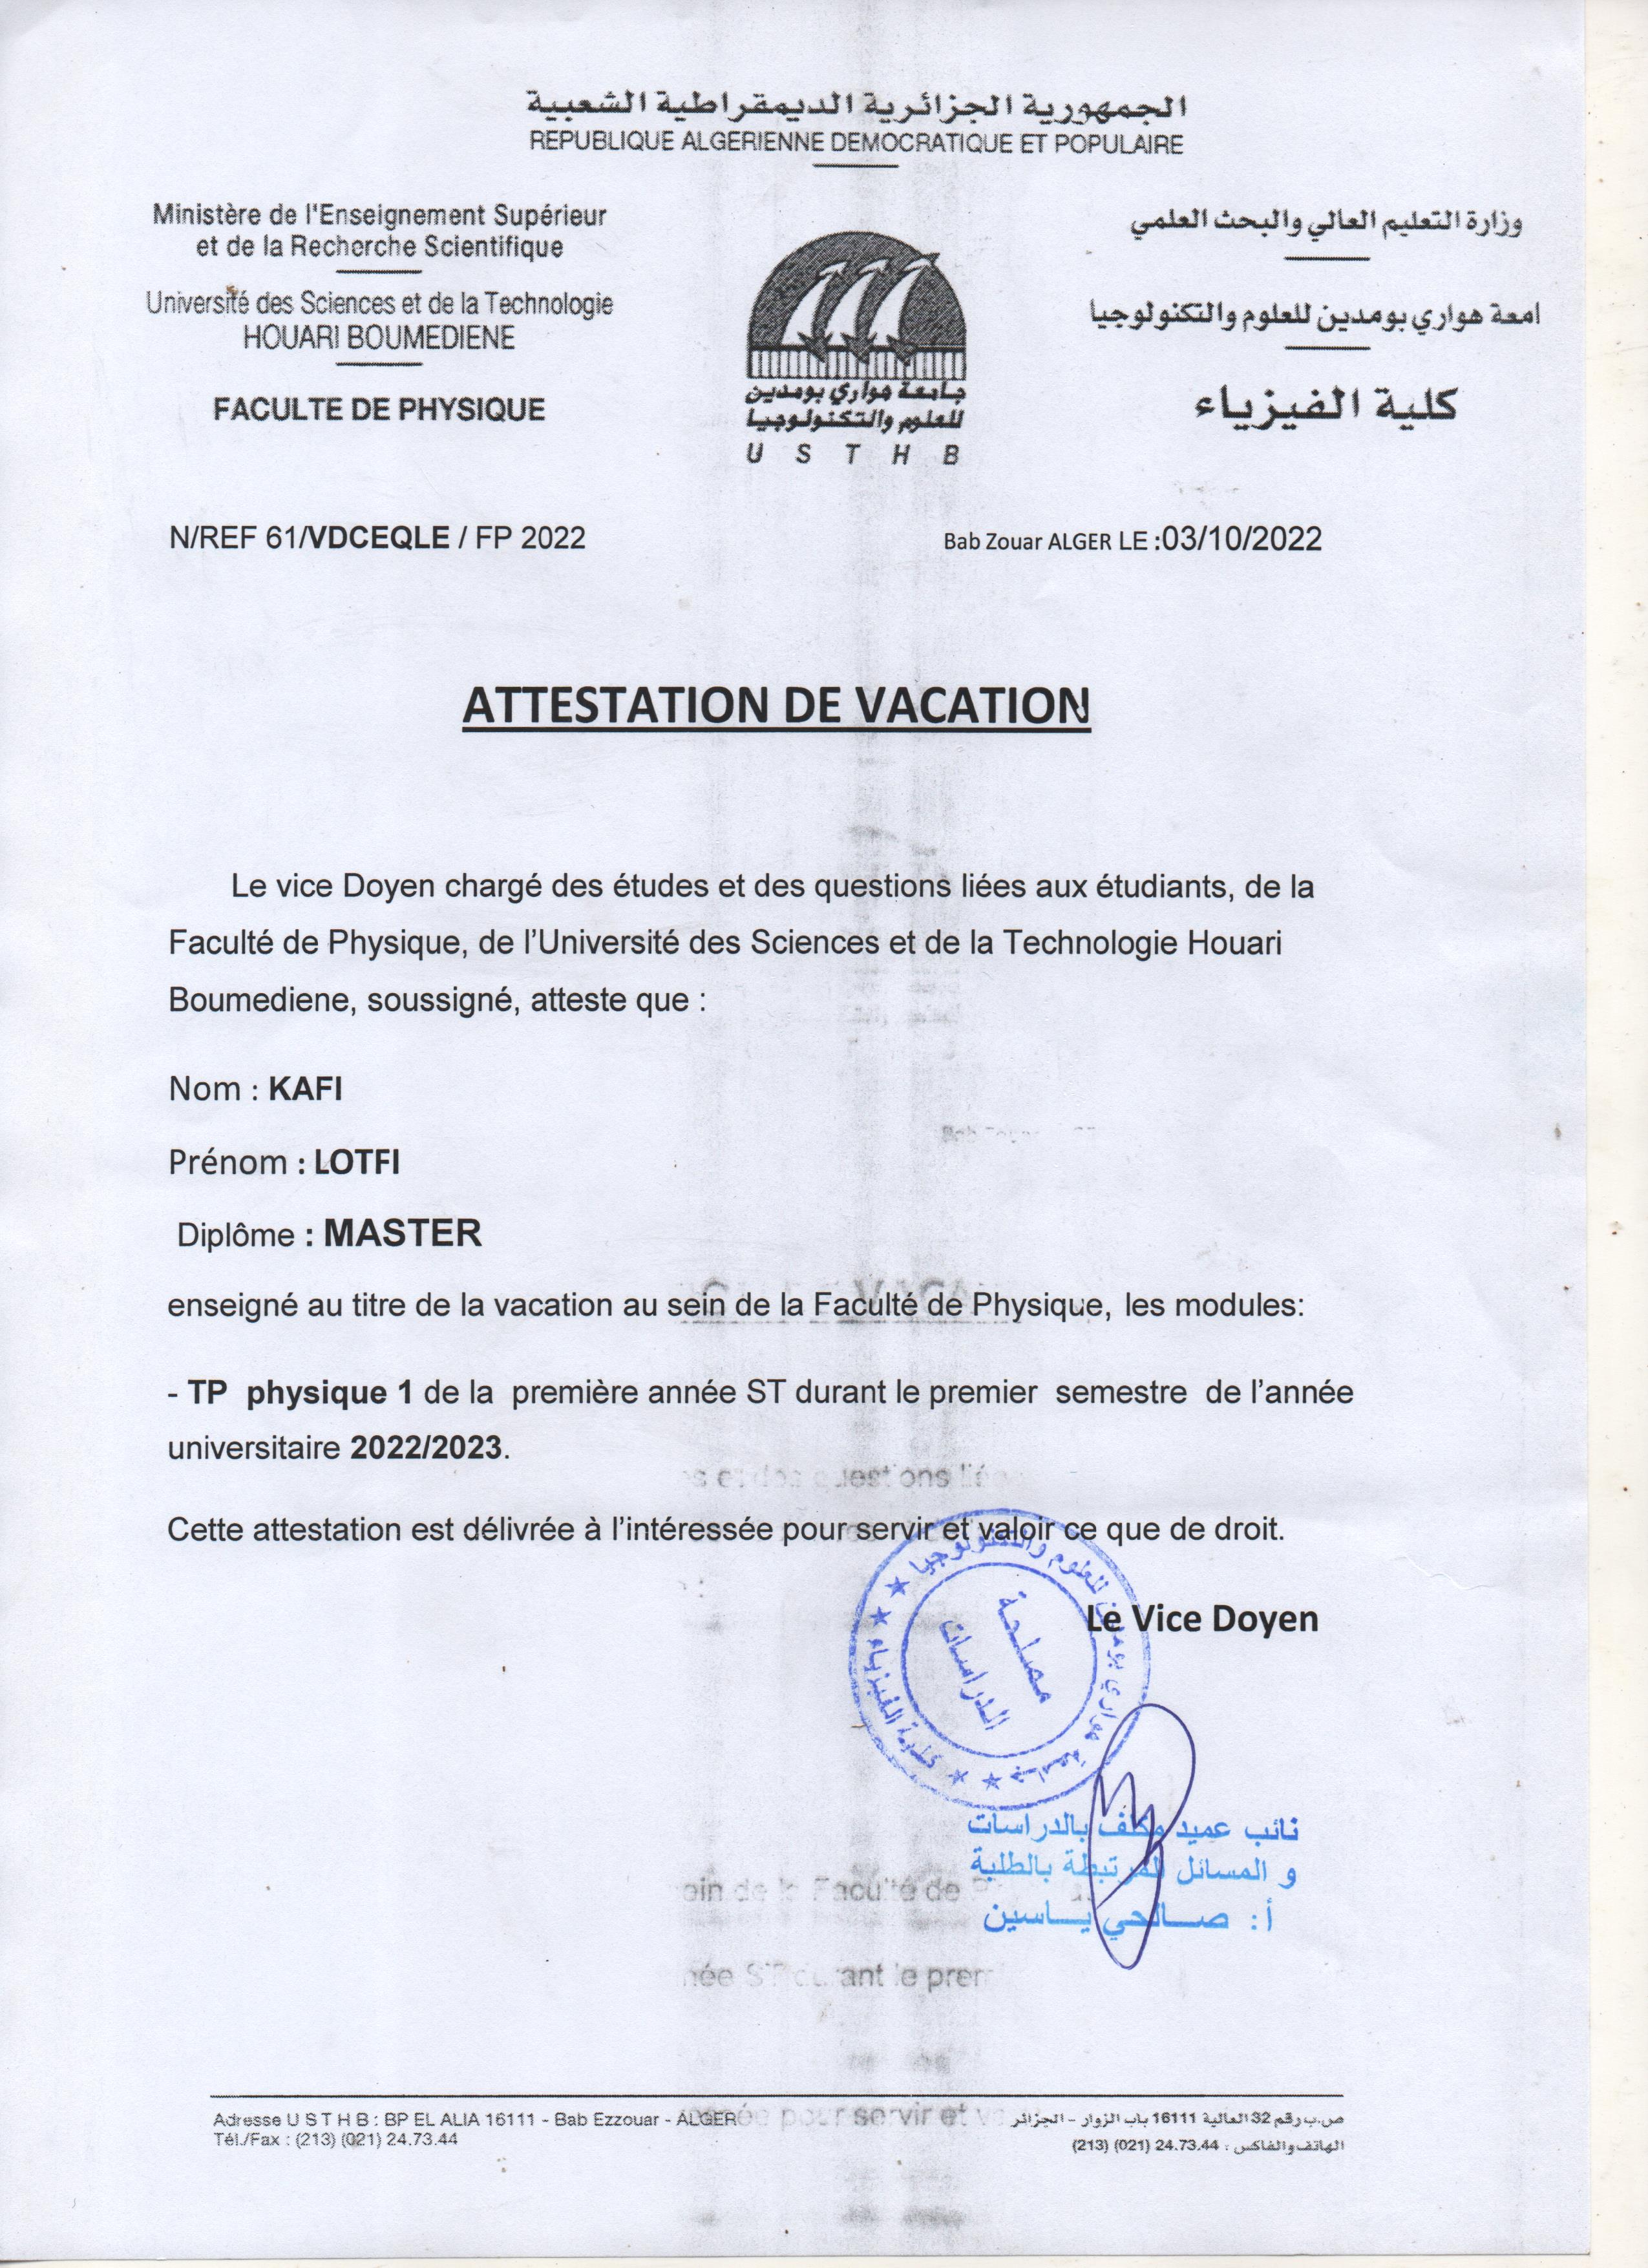 الجمهورية الجزائرية الديمقراطية الشعبية
REPUBLIQUE ALGERIENNE DEMOCRATIQUE ET POPULAIRE
Ministère de l'Enseignement Supérieur
et de la Recherche Scientifique
Université des Sciences et de la Technologie
HOUARI BOUMEDIENE
FACULTE DE PHYSIQUE
جامعة هواري بومدين
للعلوم والتكنولوجيا
U S T H B
وزارة التعليم العالي والبحث العلمي
امعة هواري بومدين للعلوم والتكنولوجيا
كلية الفيزياء
N/REF 61/VDCEQLE / FP 2022
Bab Zouar ALGER LE :03/10/2022
ATTESTATION DE VACATION
Le vice Doyen chargé des études et des questions liées aux étudiants, de la
Faculté de Physique, de l’Université des Sciences et de la Technologie Houari
Boumediene, soussigné, atteste que :
Nom : KAFI
Prénom : LOTFI
Diplôme : MASTER
enseigné au titre de la vacation au sein de la Faculté de Physique, les modules:
- TP physique 1 de la première année ST durant le premier semestre de l’année
universitaire 2022/2023.
Cette attestation est délivrée à l’intéressée pour servir et valoir ce que de droit.
Le Vice Doyen
جامعة هواري بومدين للعلوم والتكنولوجيا
كلية الفيزياء
مصلحة
الدراسات
نائب عميد مكلف بالدراسات
و المسائل المرتبطة بالطلبة
أ: صالحي ياسين
Adresse U S T H B : BP EL ALIA 16111 - Bab Ezzouar - ALGER
Tél./Fax : (213) (021) 24.73.44
ص.ب رقم 32 العالية 16111 باب الزوار - الجزائر
الهاتف والفاكس : 24.73.44 (021) (213)